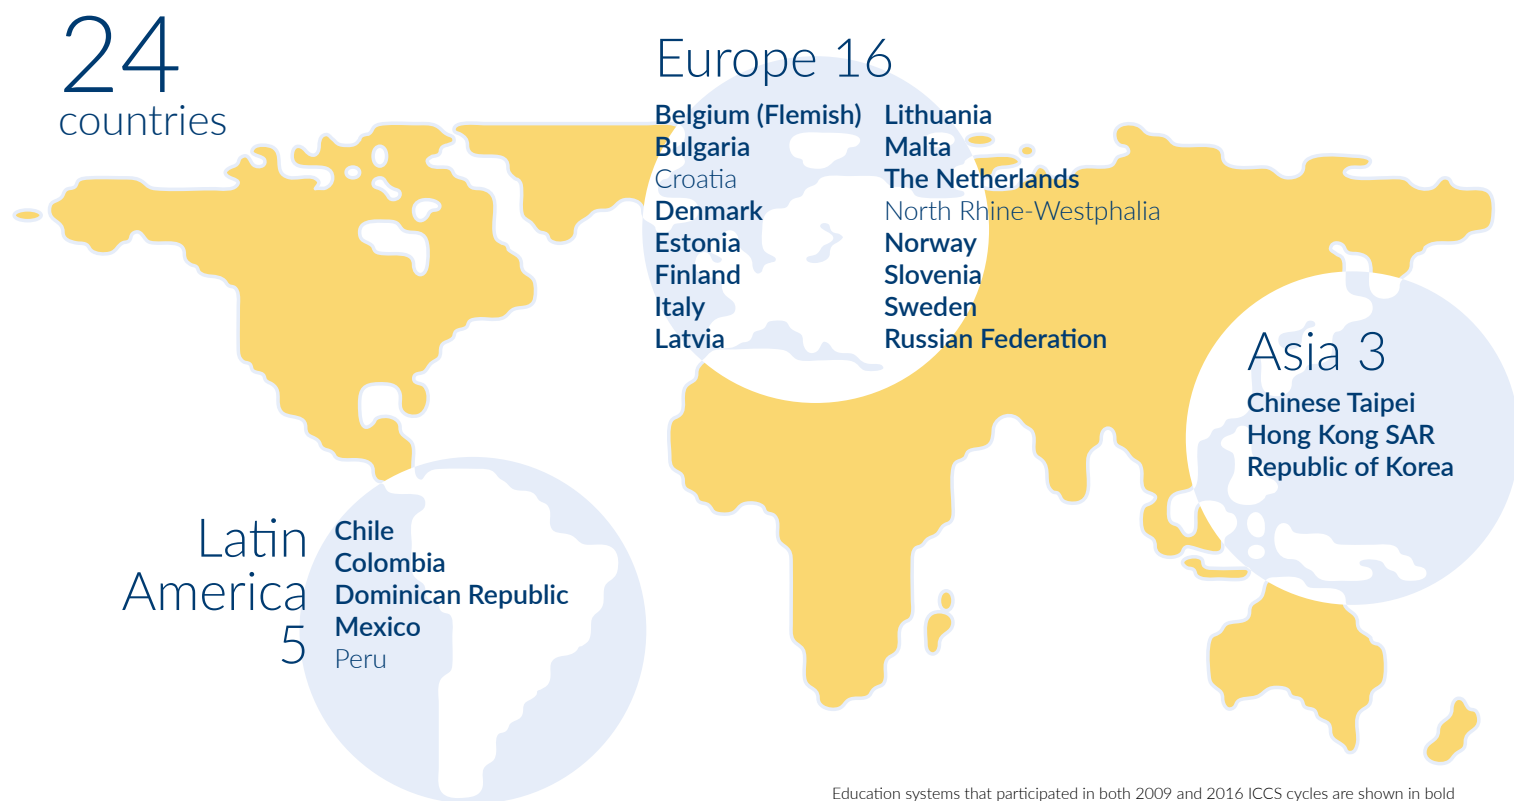 24
countries
Europe 16
Belgium (Flemish)
Bulgaria
Croatia
Denmark
Estonia
Finland
Italy
Latvia
Lithuania
Malta
The Netherlands
North Rhine-Westphalia
Norway
Slovenia
Sweden
Russian Federation
Asia 3
Chinese Taipei
Hong Kong SAR
Republic of Korea
Latin
America
5
Chile
Colombia
Dominican Republic
Mexico
Peru
Education systems that participated in both 2009 and 2016 ICCS cycles are shown in bold